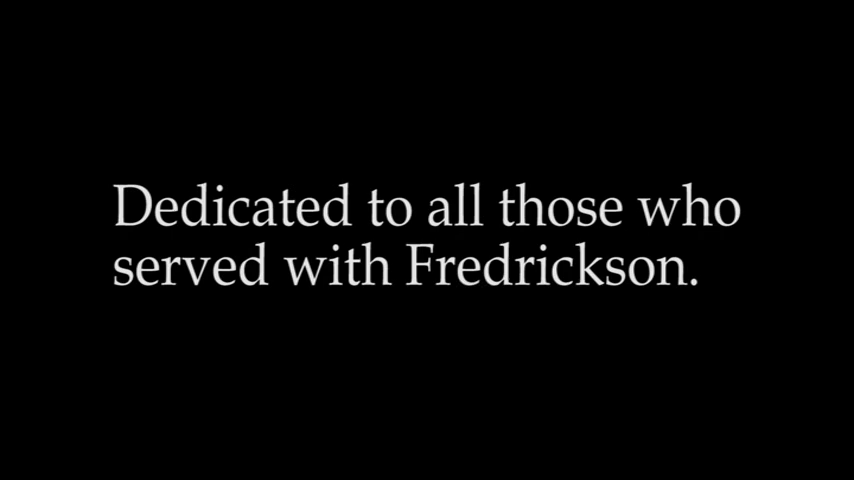 Dedicated to all those who
served with Fredrickson.